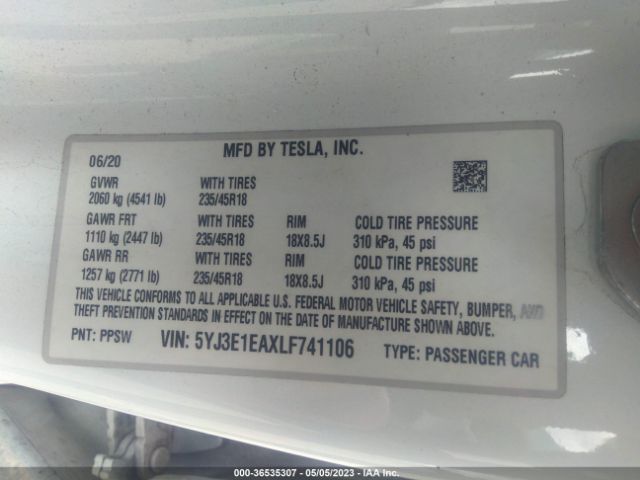 MFD BY TESLA, INC.
06/20
GVWR WITH TIRES
2060 kg (4541 lb) 235/45R18
GAWR FRT WITH TIRES RIM COLD TIRE PRESSURE
1110 kg (2447 lb) 235/45R18 18X8.5J 310 kPa, 45 psi
GAWR RR WITH TIRES RIM COLD TIRE PRESSURE
1257 kg (2771 lb) 235/45R18 18X8.5J 310 kPa, 45 psi
THIS VEHICLE CONFORMS TO ALL APPLICABLE U.S. FEDERAL MOTOR VEHICLE SAFETY, BUMPER, AND
THEFT PREVENTION STANDARDS IN EFFECT ON THE DATE OF MANUFACTURE SHOWN ABOVE.
PNT: PPSW VIN: 5YJ3E1EAXLF741106 TYPE: PASSENGER CAR
000-36535307 - 05/05/2023 - IAA Inc.